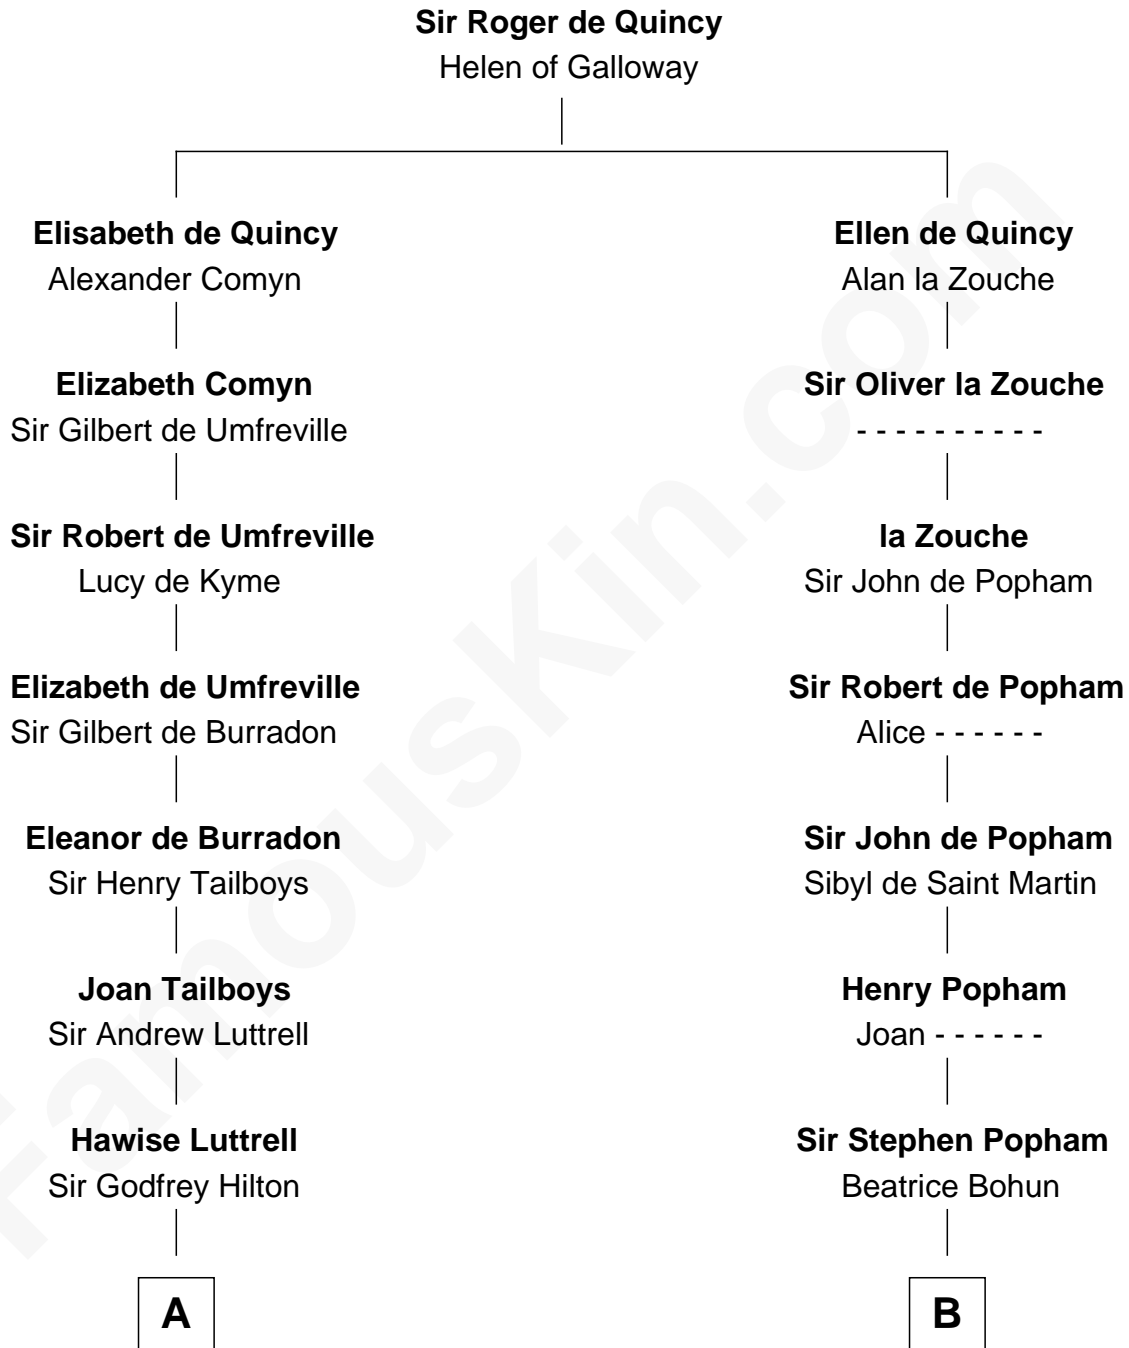 Sir Roger de Quincy
Helen of Galloway
Elisabeth de Quincy
Alexander Comyn
Ellen de Quincy
Alan la Zouche
Elizabeth Comyn
Sir Gilbert de Umfreville
Sir Oliver la Zouche
- - - - - - - - - -
Sir Robert de Umfreville
Lucy de Kyme
la Zouche
Sir John de Popham
Elizabeth de Umfreville
Sir Gilbert de Burradon
Sir Robert de Popham
Alice - - - - - -
Eleanor de Burradon
Sir Henry Tailboys
Sir John de Popham
Sibyl de Saint Martin
Joan Tailboys
Sir Andrew Luttrell
Henry Popham
Joan - - - - - -
Hawise Luttrell
Sir Godfrey Hilton
Sir Stephen Popham
Beatrice Bohun
A
B
FamousKin.com